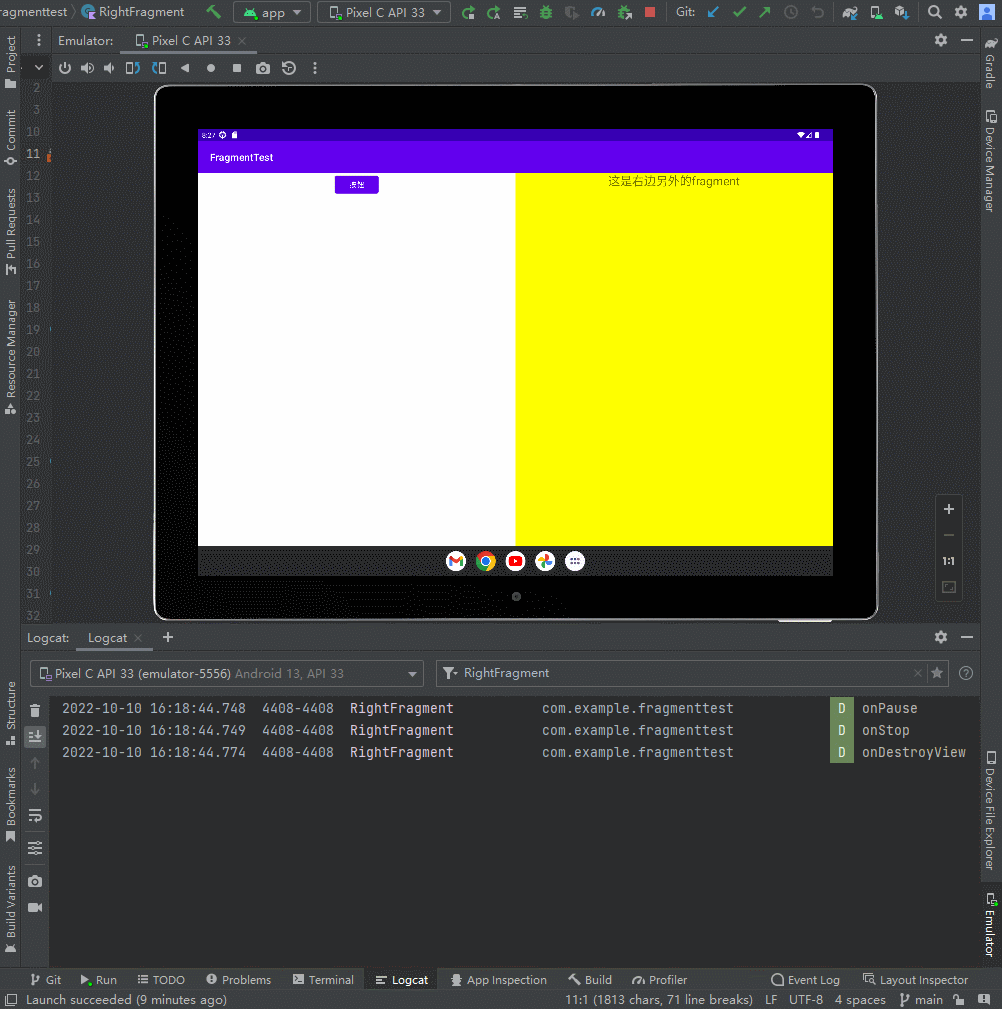 ragmenttest RightFragment app Pixel C API 33 Git:
Emulator: Pixel C API 33
Project
Commit
Pull Requests
Resource Manager
Structure
Bookmarks
Build Variants
2
3
10
11
12
13
14
15
16
17
18
19
20
21
22
23
24
25
26
27
28
29
30
31
32
8:27
FragmentTest
按钮
这是右边另外的fragment
1:1
Gradle
Device Manager
Device File Explorer
Emulator
Logcat: Logcat
Pixel C API 33 (emulator-5556) Android 13, API 33 RightFragment
2022-10-10 16:18:44.748 4408-4408 RightFragment com.example.fragmenttest D onPause
2022-10-10 16:18:44.749 4408-4408 RightFragment com.example.fragmenttest D onStop
2022-10-10 16:18:44.774 4408-4408 RightFragment com.example.fragmenttest D onDestroyView
Git Run TODO Problems Terminal Logcat App Inspection Build Profiler Event Log Layout Inspector
Launch succeeded (9 minutes ago) 11:1 (1813 chars, 71 line breaks) LF UTF-8 4 spaces main